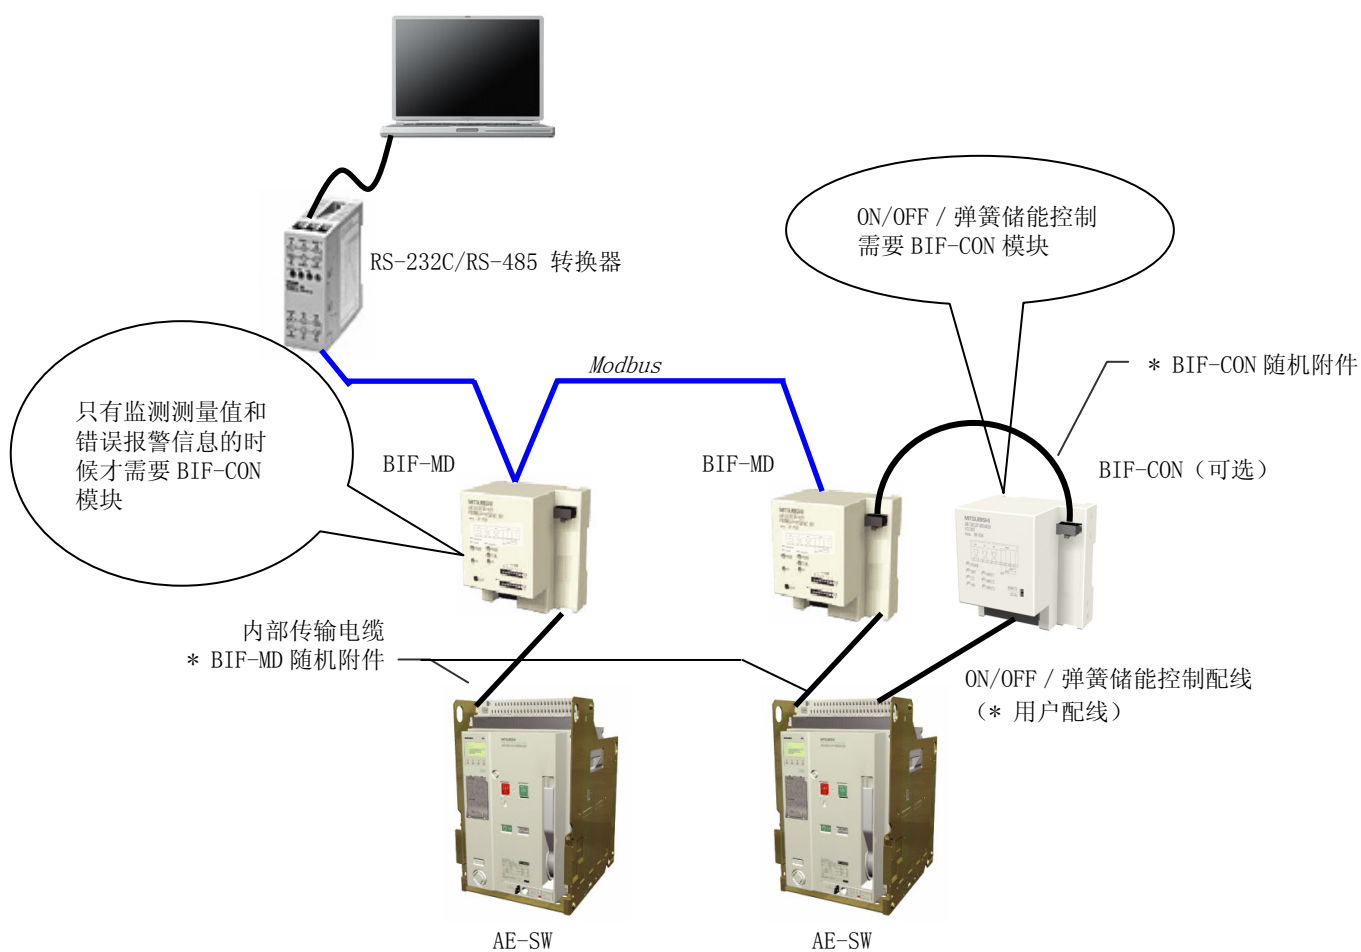 ON/OFF / 弹簧储能控制
需要 BIF-CON 模块
RS-232C/RS-485 转换器
Modbus
* BIF-CON 随机附件
只有监测测量值和
错误报警信息的时
候才需要 BIF-CON
模块
BIF-MD
BIF-MD
BIF-CON（可选）
MITSUBISHI
MITSUBISHI
MITSUBISHI
内部传输电缆
* BIF-MD 随机附件
ON/OFF / 弹簧储能控制配线
（* 用户配线）
AE-SW
AE-SW